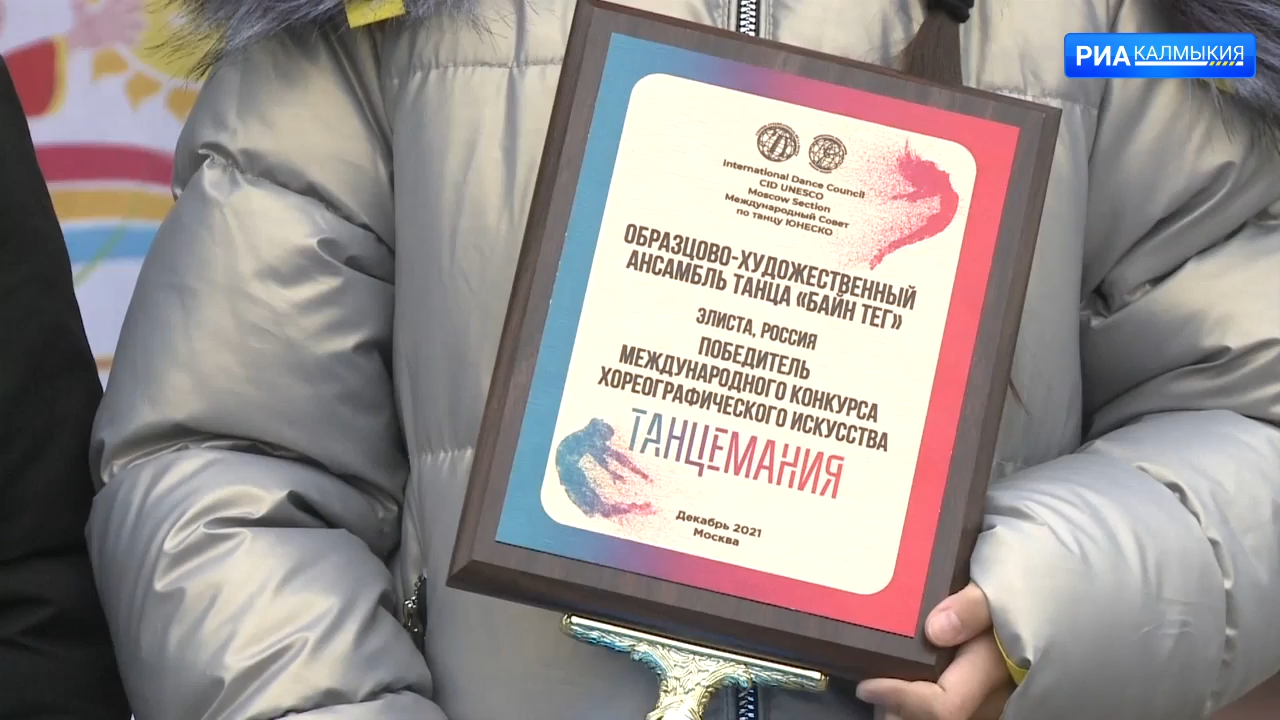 РИА КАЛМЫКИЯ
International Dance Council
CID UNESCO
Moscow Section
Международный Совет
по танцу ЮНЕСКО
ОБРАЗЦОВО-ХУДОЖЕСТВЕННЫЙ
АНСАМБЛЬ ТАНЦА «БАЙН ТЕГ»
ЭЛИСТА, РОССИЯ
ПОБЕДИТЕЛЬ
МЕЖДУНАРОДНОГО КОНКУРСА
ХОРЕОГРАФИЧЕСКОГО ИСКУССТВА
ТАНЦЕМАНИЯ
Декабрь 2021
Москва